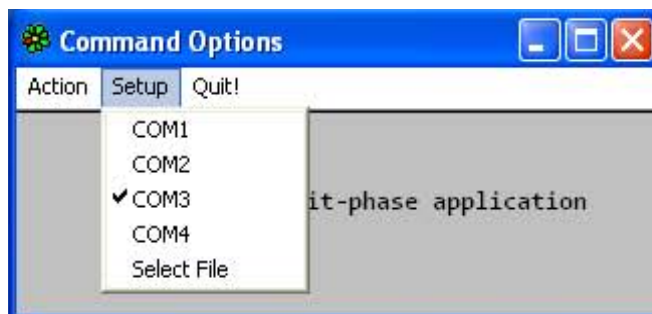 Command Options
Action Setup Quit!
COM1
COM2
COM3
it-phase application
COM4
Select File